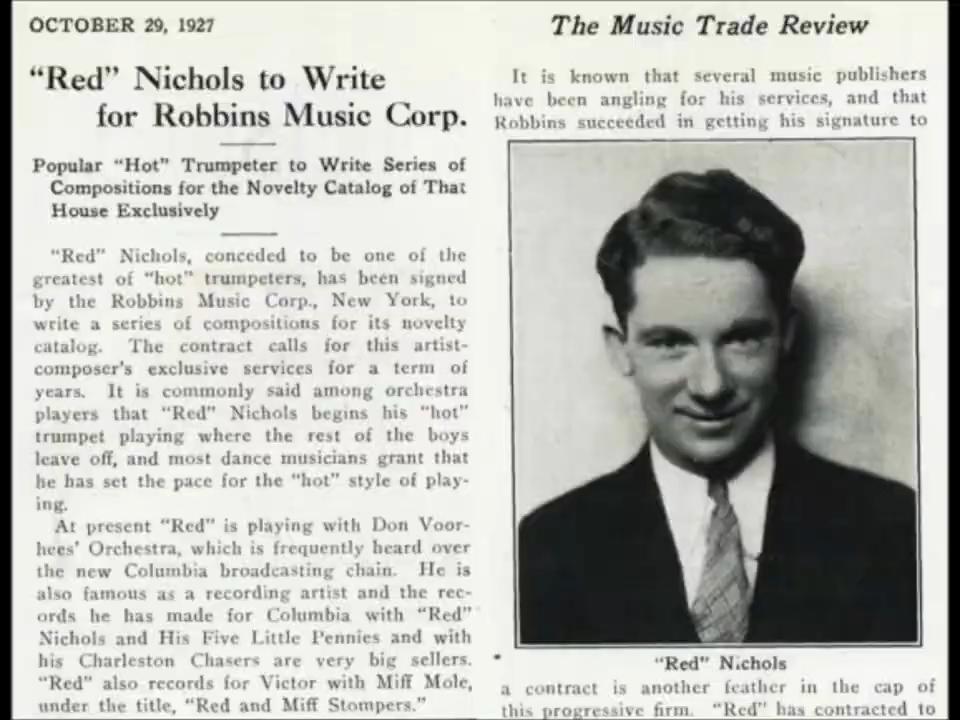 OCTOBER 29, 1927
"Red" Nichols to Write
for Robbins Music Corp.
Popular "Hot" Trumpeter to Write Series of
Compositions for the Novelty Catalog of That
House Exclusively
"Red" Nichols, conceded to be one of the
greatest of "hot" trumpeters, has been signed
by the Robbins Music Corp., New York, to
write a series of compositions for its novelty
catalog. The contract calls for this artist-
composer's exclusive services for a term of
years. It is commonly said among orchestra
players that "Red" Nichols begins his "hot"
trumpet playing where the rest of the boys
leave off, and most dance musicians grant that
he has set the pace for the "hot" style of play-
ing.
At present "Red" is playing with Don Voor-
hees' Orchestra, which is frequently heard over
the new Columbia broadcasting chain. He is
also famous as a recording artist and the rec-
ords he has made for Columbia with "Red"
Nichols and His Five Little Pennies and with
his Charleston Chasers are very big sellers.
"Red" also records for Victor with Miff Mole,
under the title, "Red and Miff Stompers."
The Music Trade Review
It is known that several music publishers
have been angling for his services, and that
Robbins succeeded in getting his signature to
"Red" Nichols
a contract is another feather in the cap of
this progressive firm. "Red" has contracted to